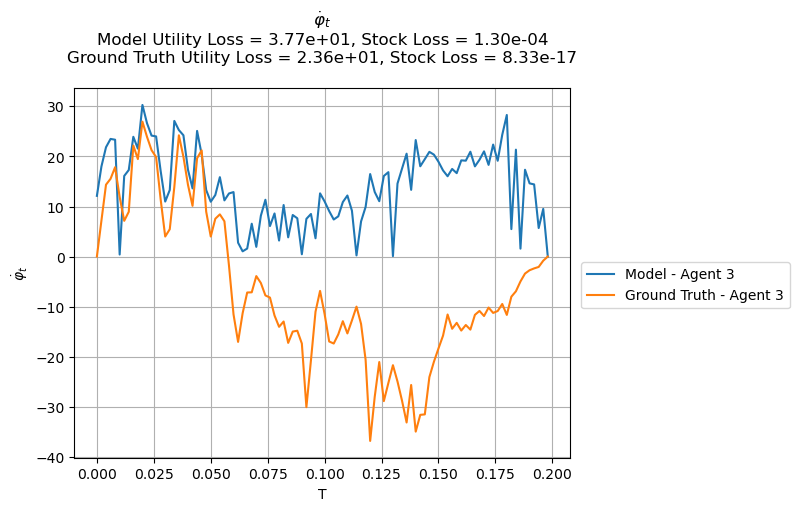 φ̇ₜ
Model Utility Loss = 3.77e+01, Stock Loss = 1.30e-04
Ground Truth Utility Loss = 2.36e+01, Stock Loss = 8.33e-17
30
20
10
0
−10
−20
−30
−40
φ̇ₜ
0.000 0.025 0.050 0.075 0.100 0.125 0.150 0.175 0.200
T
Model - Agent 3
Ground Truth - Agent 3